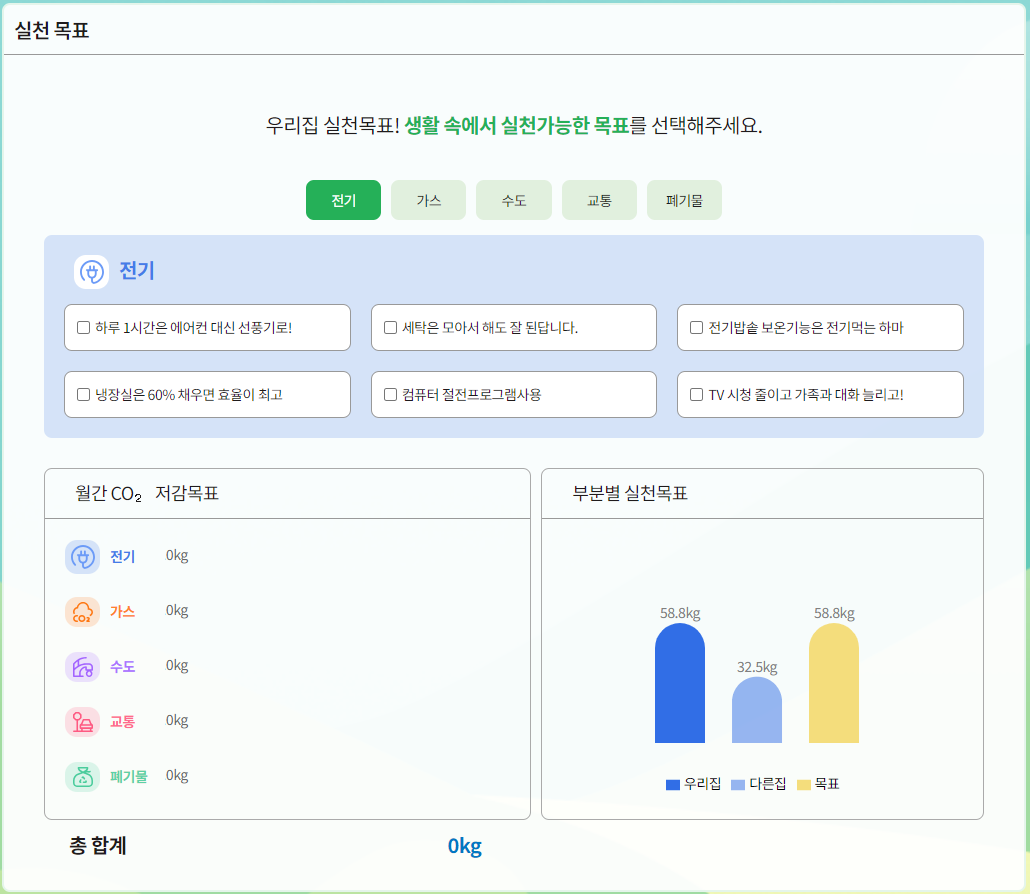 실천 목표
우리집 실천목표! 생활 속에서 실천가능한 목표를 선택해주세요.
전기 가스 수도 교통 폐기물
전기
하루 1시간은 에어컨 대신 선풍기로! 세탁은 모아서 해도 잘 된답니다. 전기밥솥 보온기능은 전기먹는 하마
냉장실은 60% 채우면 효율이 최고 컴퓨터 절전프로그램사용 TV 시청 줄이고 가족과 대화 늘리고!
월간 CO₂ 저감목표
전기 0kg
CO₂ 가스 0kg
수도 0kg
교통 0kg
폐기물 0kg
부분별 실천목표
58.8kg 32.5kg 58.8kg
우리집 다른집 목표
총 합계 0kg